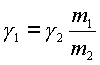 γ₁ = γ₂ m₁/m₂